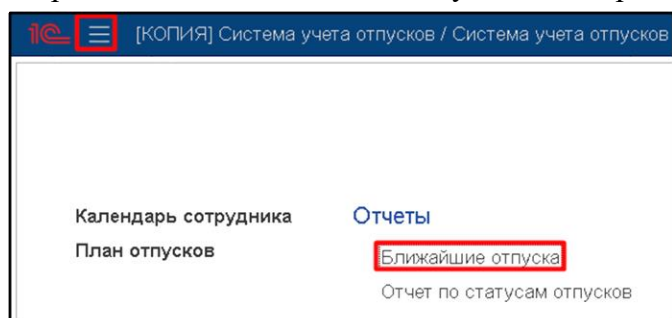 1С [КОПИЯ] Система учета отпусков / Система учета отпусков
Календарь сотрудника
План отпусков
Отчеты
Ближайшие отпуска
Отчет по статусам отпусков